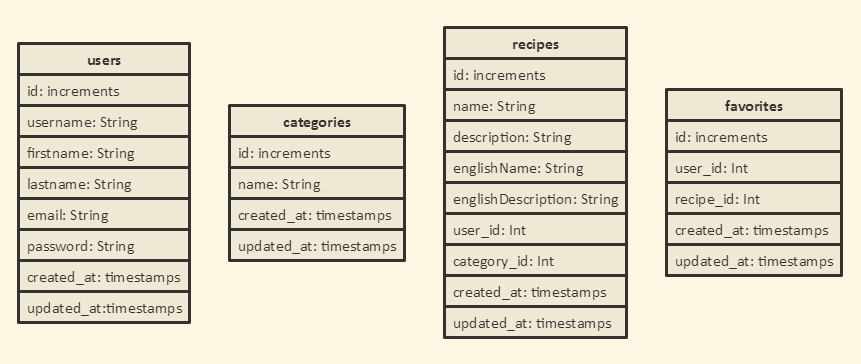 users
id: increments
username: String
firstname: String
lastname: String
email: String
password: String
created_at: timestamps
updated_at:timestamps
categories
id: increments
name: String
created_at: timestamps
updated_at: timestamps
recipes
id: increments
name: String
description: String
englishName: String
englishDescription: String
user_id: Int
category_id: Int
created_at: timestamps
updated_at: timestamps
favorites
id: increments
user_id: Int
recipe_id: Int
created_at: timestamps
updated_at: timestamps